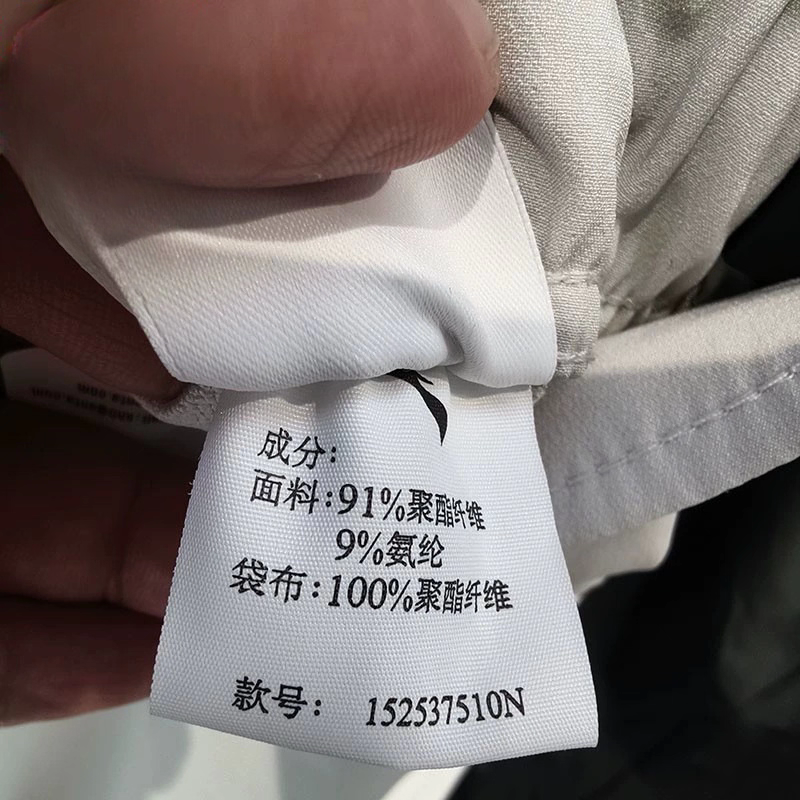 成分:
面料:91%聚酯纤维
9%氨纶
袋布:100%聚酯纤维
款号: 152537510N